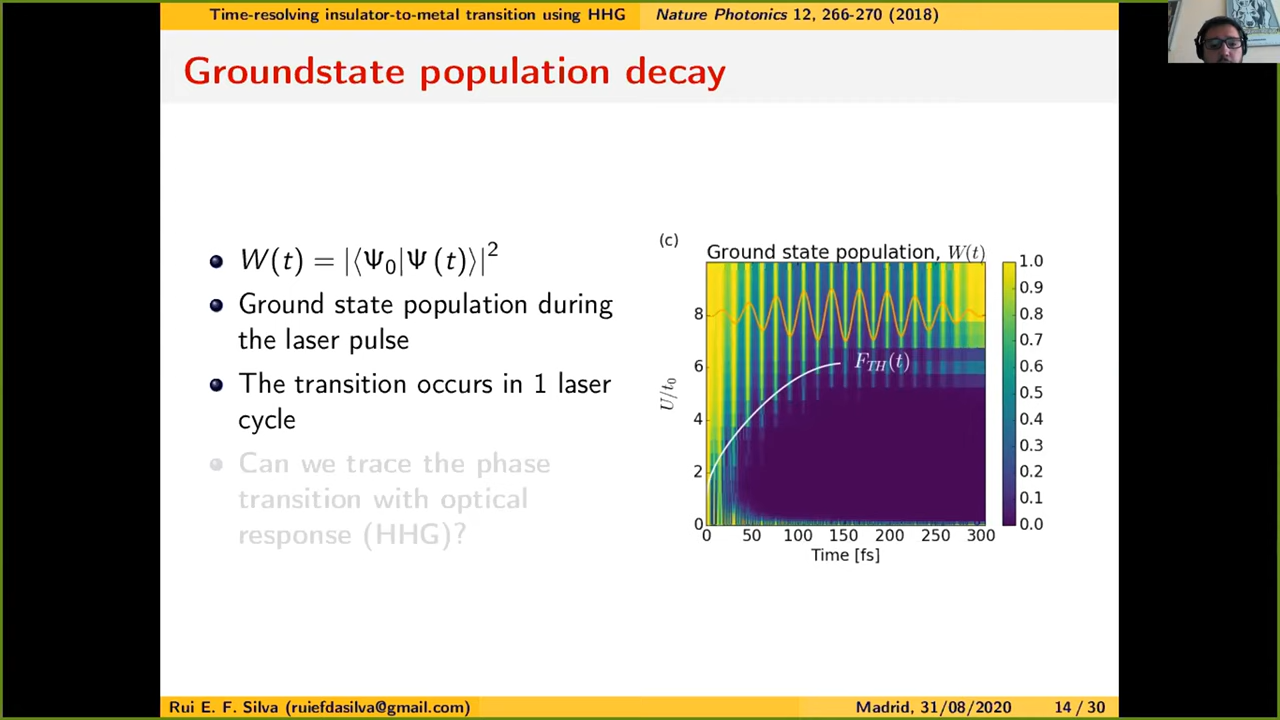 Time-resolving insulator-to-metal transition using HHG Nature Photonics 12, 266-270 (2018)
Groundstate population decay
W(t) = |⟨Ψ₀|Ψ(t)⟩|²
Ground state population during
the laser pulse
The transition occurs in 1 laser
cycle
Can we trace the phase
transition with optical
response (HHG)?
(c)
Ground state population, W(t)
F_TH(t)
U/t₀
8
6
4
2
0
0 50 100 150 200 250 300
Time [fs]
1.0
0.9
0.8
0.7
0.6
0.5
0.4
0.3
0.2
0.1
0.0
Rui E. F. Silva (ruiefdasilva@gmail.com) Madrid, 31/08/2020 14 / 30